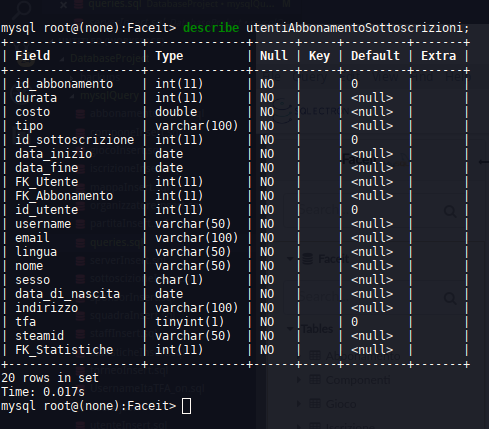 queries.sql
mysql root@(none):Faceit> describe utentiAbbonamentoSottoscrizioni;
+-------------------+--------------+------+-----+---------+-------+
| Field | Type | Null | Key | Default | Extra |
+-------------------+--------------+------+-----+---------+-------+
| id_abbonamento | int(11) | NO | | 0 | |
| durata | int(11) | NO | | <null> | |
| costo | double | NO | | <null> | |
| tipo | varchar(100) | NO | | <null> | |
| id_sottoscrizione | int(11) | NO | | 0 | |
| data_inizio | date | NO | | <null> | |
| data_fine | date | NO | | <null> | |
| FK_Utente | int(11) | NO | | <null> | |
| FK_Abbonamento | int(11) | NO | | <null> | |
| id_utente | int(11) | NO | | 0 | |
| username | varchar(50) | NO | | <null> | |
| email | varchar(100) | NO | | <null> | |
| lingua | varchar(50) | NO | | <null> | |
| nome | varchar(50) | NO | | <null> | |
| sesso | char(1) | NO | | <null> | |
| data_di_nascita | date | NO | | <null> | |
| indirizzo | varchar(100) | NO | | <null> | |
| tfa | tinyint(1) | NO | | 0 | |
| steamid | varchar(50) | NO | | <null> | |
| FK_Statistiche | int(11) | NO | | <null> | |
+-------------------+--------------+------+-----+---------+-------+
20 rows in set
Time: 0.017s
mysql root@(none):Faceit>
Tables
Abbonamento
Componenti
Gioco